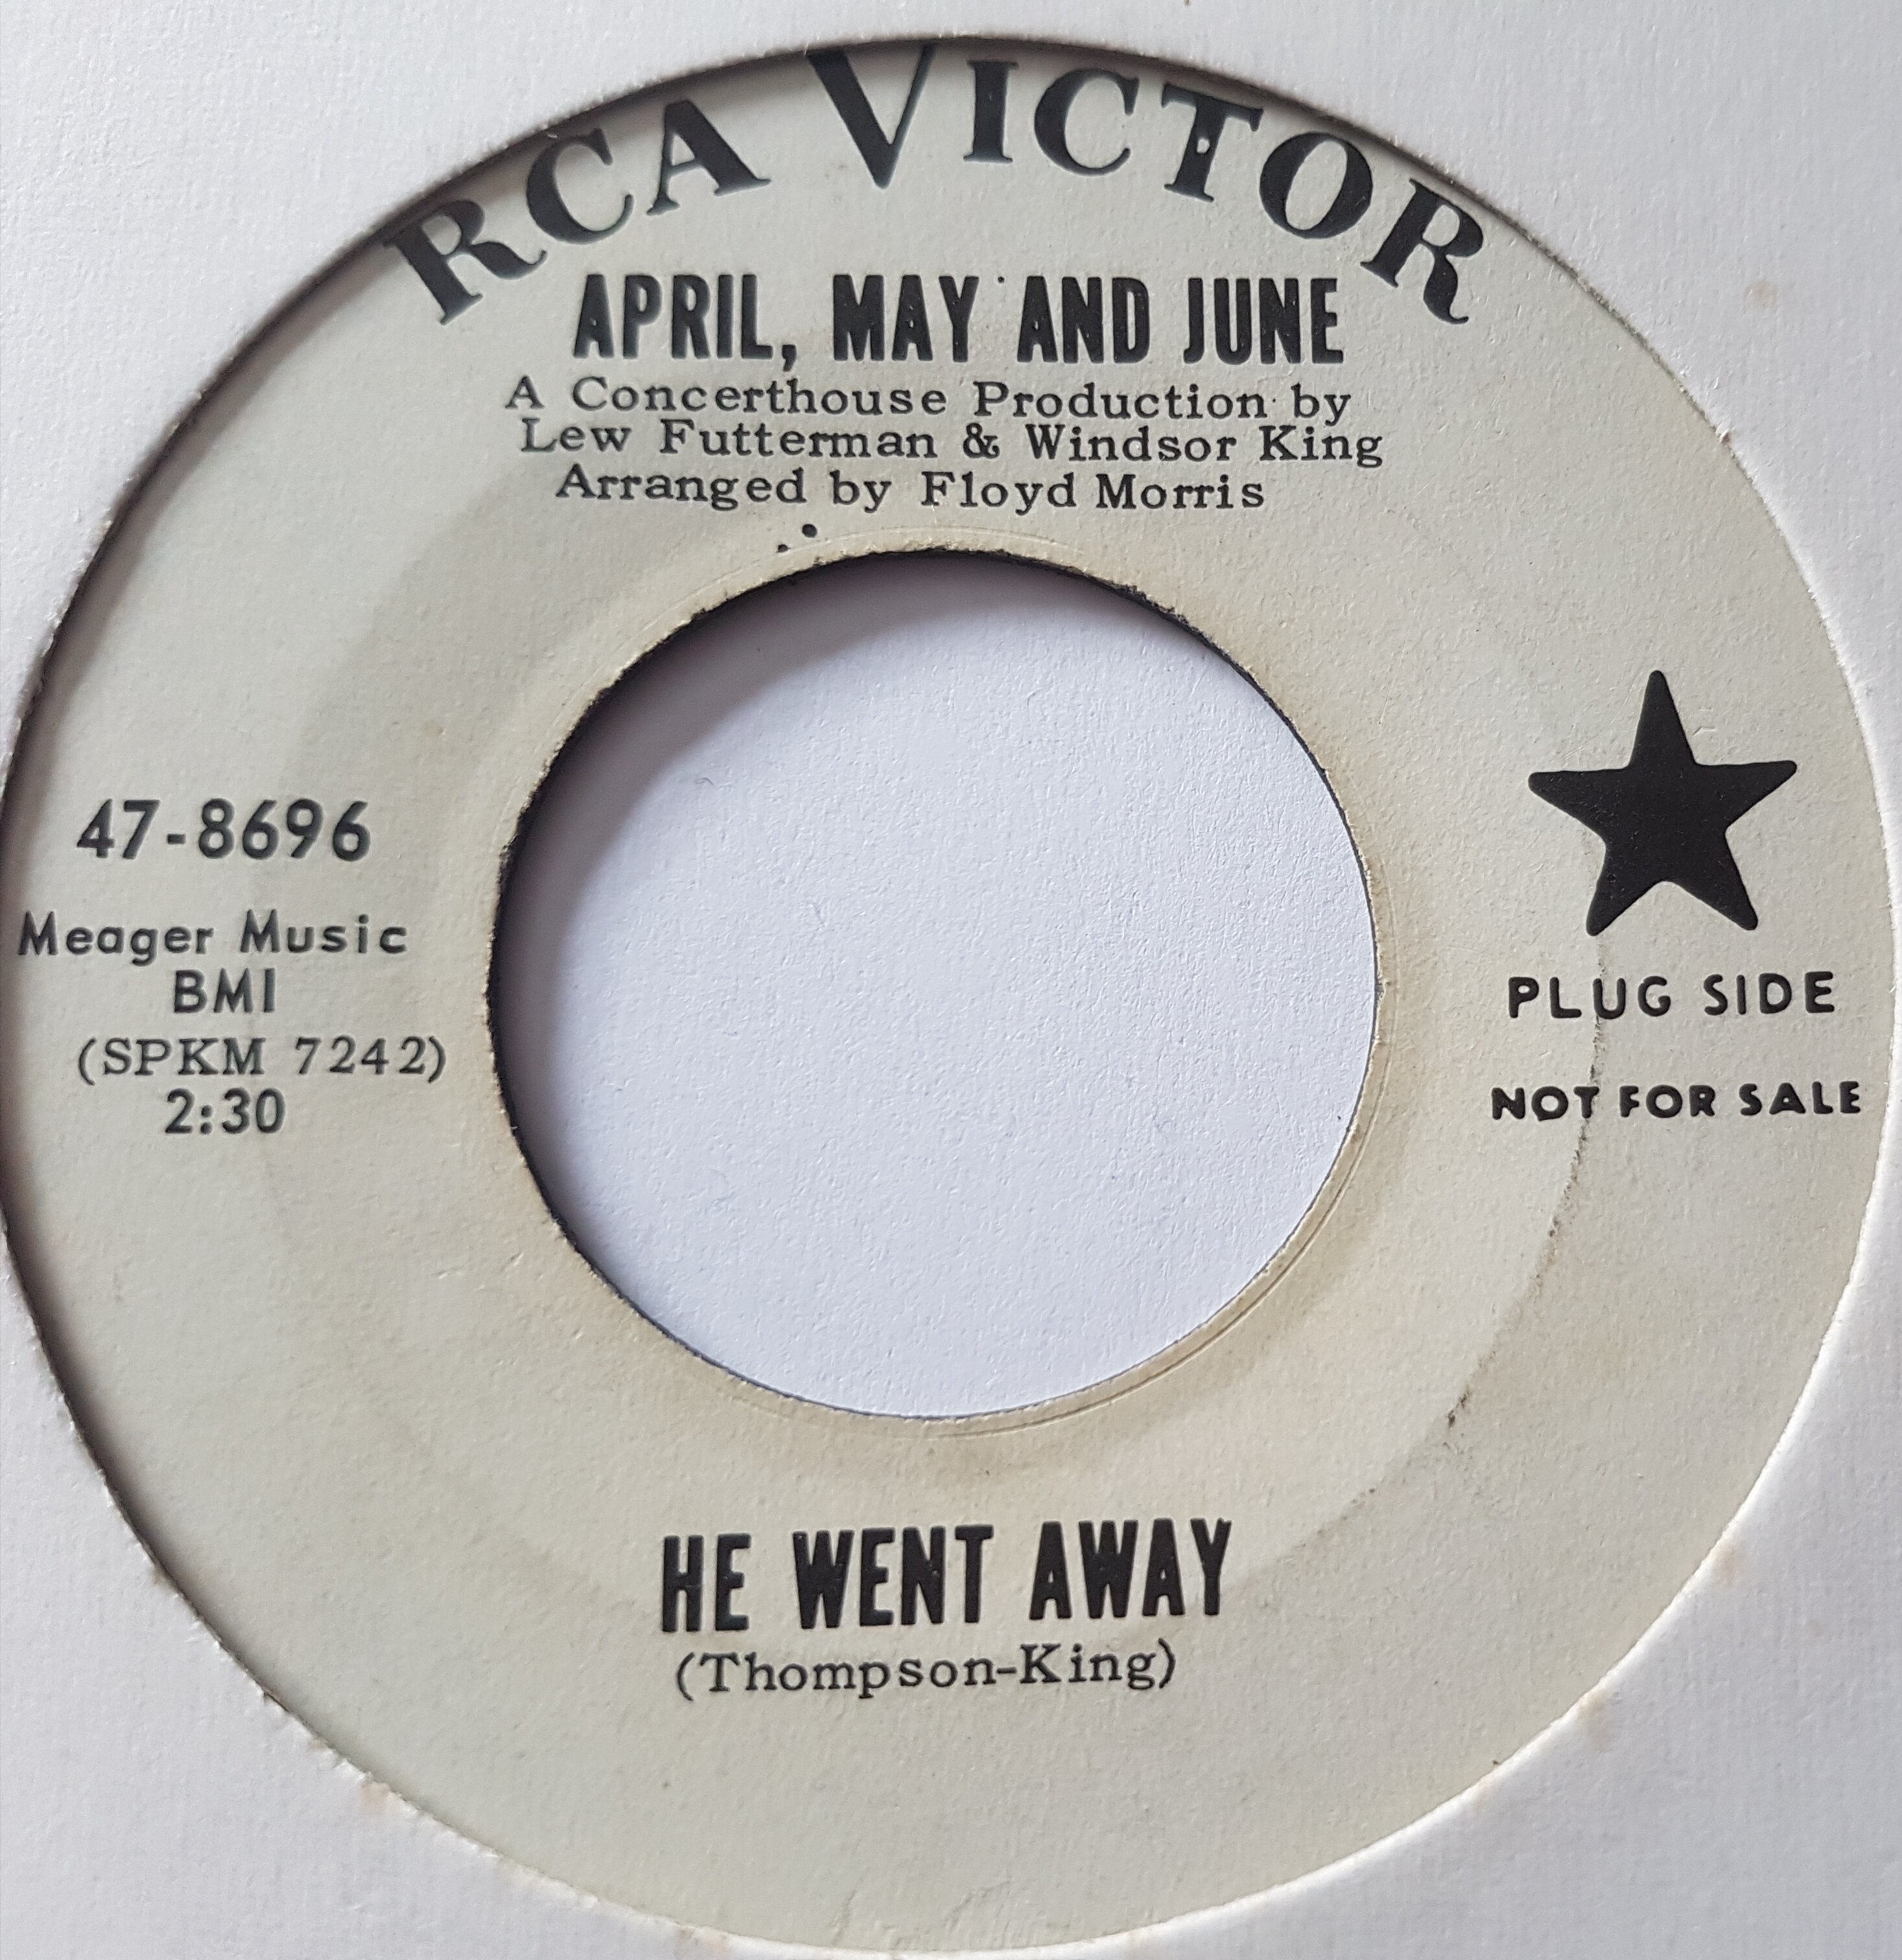 RCA VICTOR
APRIL, MAY AND JUNE
A Concerthouse Production by
Lew Futterman & Windsor King
Arranged by Floyd Morris
47-8696
Meager Music
BMI
(SPKM 7242)
2:30
PLUG SIDE
NOT FOR SALE
HE WENT AWAY
(Thompson-King)